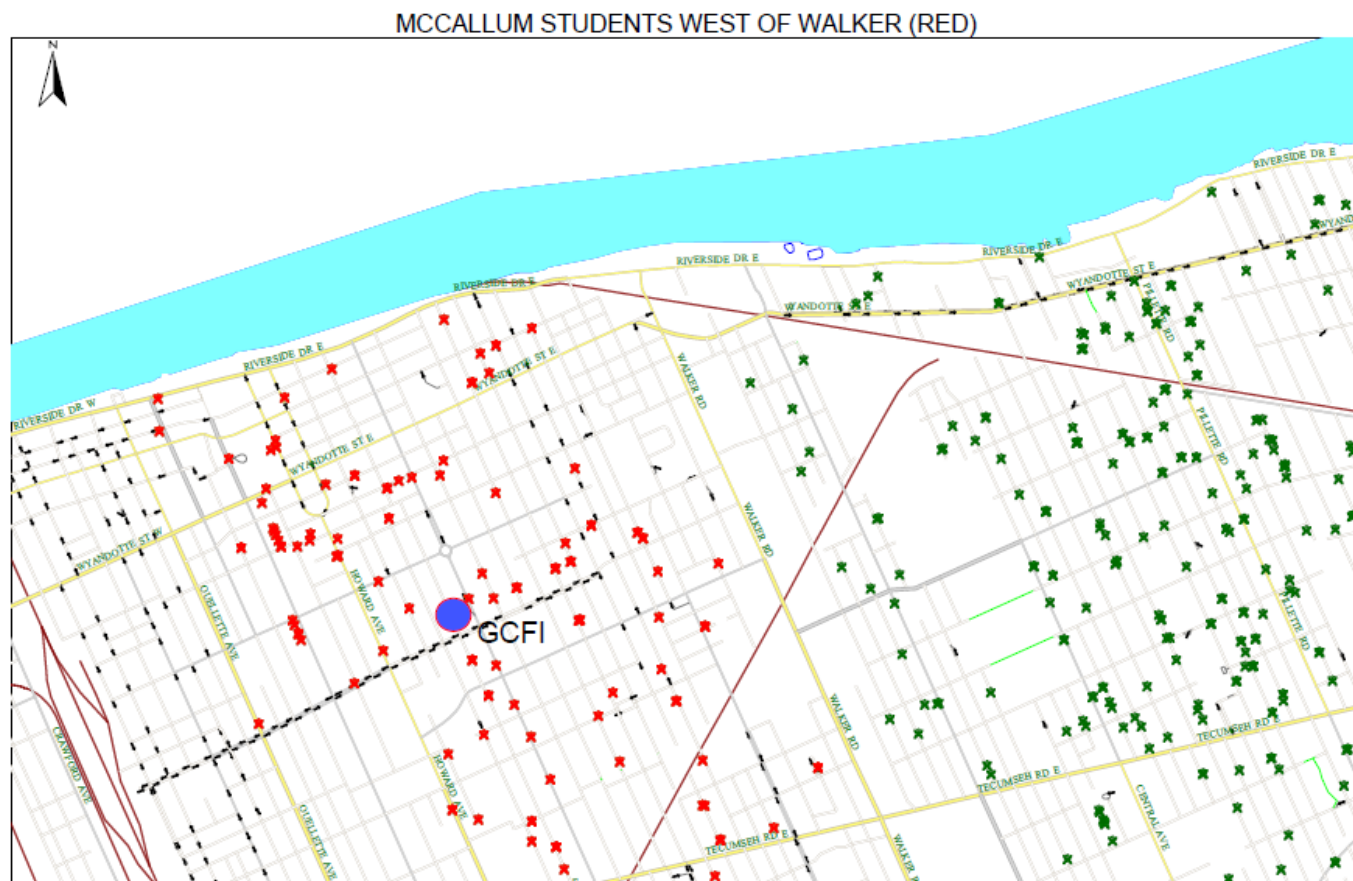 MCCALLUM STUDENTS WEST OF WALKER (RED)
N
RIVERSIDE DR E
RIVERSIDE DR E
RIVERSIDE DR E
RIVERSIDE DR E
RIVERSIDE DR E
RIVERSIDE DR W
WYAND
WYANDOTTE ST E
WYANDOTTE ST E
WYANDOTTE ST E
WYANDOTTE ST W
PILLETTE RD
PILLETTE RD
PILLETTE RD
WALKER RD
WALKER RD
WALKER RD
WALKER RD
OUELLETTE AVE
OUELLETTE AVE
HOWARD AVE
HOWARD AVE
GCFI
CRAWFORD AVE
TECUMSEH RD E
TECUMSEH RD E
TECUMSEH RD E
CENTRAL AVE